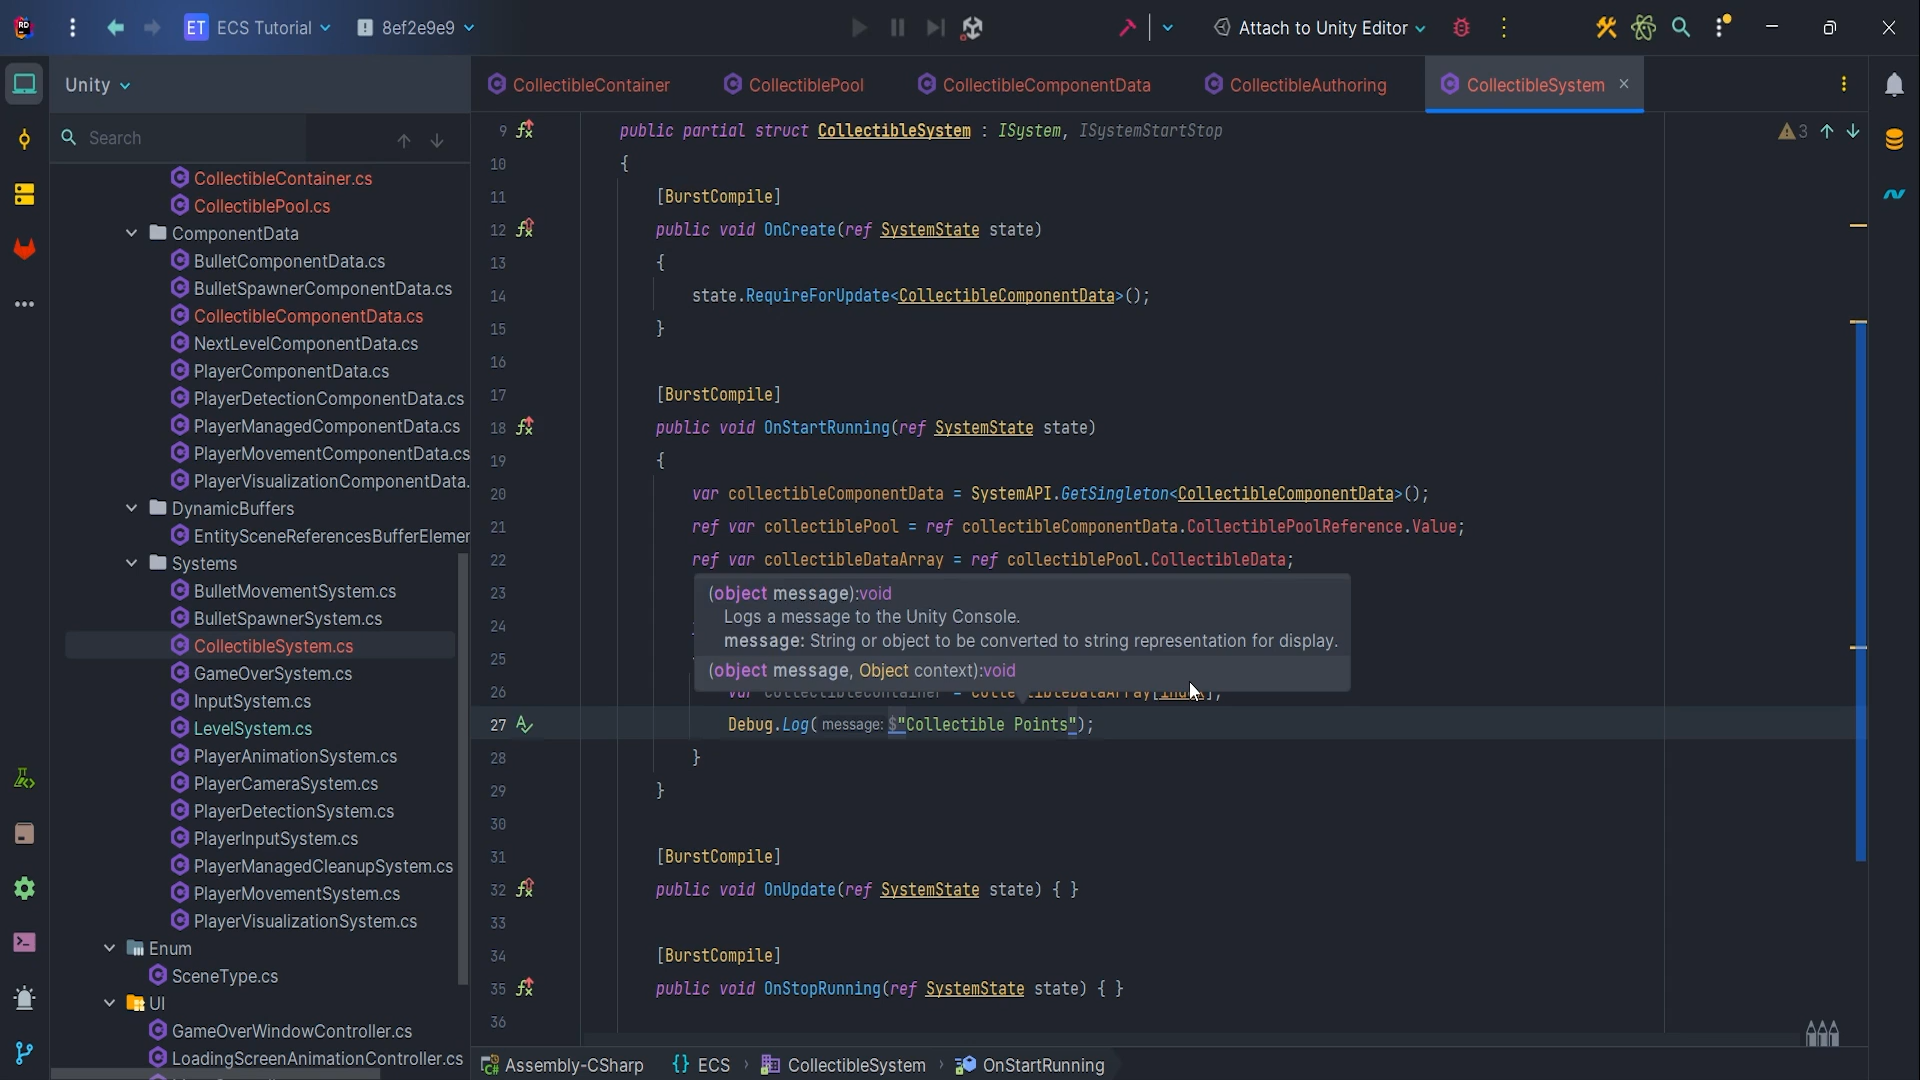 ET ECS Tutorial
8ef2e9e9
Attach to Unity Editor
Unity
CollectibleContainer
CollectiblePool
CollectibleComponentData
CollectibleAuthoring
CollectibleSystem
Search
CollectibleContainer.cs
CollectiblePool.cs
ComponentData
BulletComponentData.cs
BulletSpawnerComponentData.cs
CollectibleComponentData.cs
NextLevelComponentData.cs
PlayerComponentData.cs
PlayerDetectionComponentData.cs
PlayerManagedComponentData.cs
PlayerMovementComponentData.cs
PlayerVisualizationComponentData.
DynamicBuffers
EntitySceneReferencesBufferElemer
Systems
BulletMovementSystem.cs
BulletSpawnerSystem.cs
CollectibleSystem.cs
GameOverSystem.cs
InputSystem.cs
LevelSystem.cs
PlayerAnimationSystem.cs
PlayerCameraSystem.cs
PlayerDetectionSystem.cs
PlayerInputSystem.cs
PlayerManagedCleanupSystem.cs
PlayerMovementSystem.cs
PlayerVisualizationSystem.cs
Enum
SceneType.cs
UI
GameOverWindowController.cs
LoadingScreenAnimationController.cs
9 public partial struct CollectibleSystem : ISystem, ISystemStartStop
3
10 {
11 [BurstCompile]
12 public void OnCreate(ref SystemState state)
13 {
14 state.RequireForUpdate<CollectibleComponentData>();
15 }
16
17 [BurstCompile]
18 public void OnStartRunning(ref SystemState state)
19 {
20 var collectibleComponentData = SystemAPI.GetSingleton<CollectibleComponentData>();
21 ref var collectiblePool = ref collectibleComponentData.CollectiblePoolReference.Value;
22 ref var collectibleDataArray = ref collectiblePool.CollectibleData;
23
(object message):void
Logs a message to the Unity Console.
message: String or object to be converted to string representation for display.
(object message, Object context):void
24
25
26 var collectibleContainer = collectibleDataArray[index];
27 Debug.Log( message: $"Collectible Points");
28 }
29 }
30
31 [BurstCompile]
32 public void OnUpdate(ref SystemState state) { }
33
34 [BurstCompile]
35 public void OnStopRunning(ref SystemState state) { }
36
Assembly-CSharp
{} ECS
CollectibleSystem
OnStartRunning